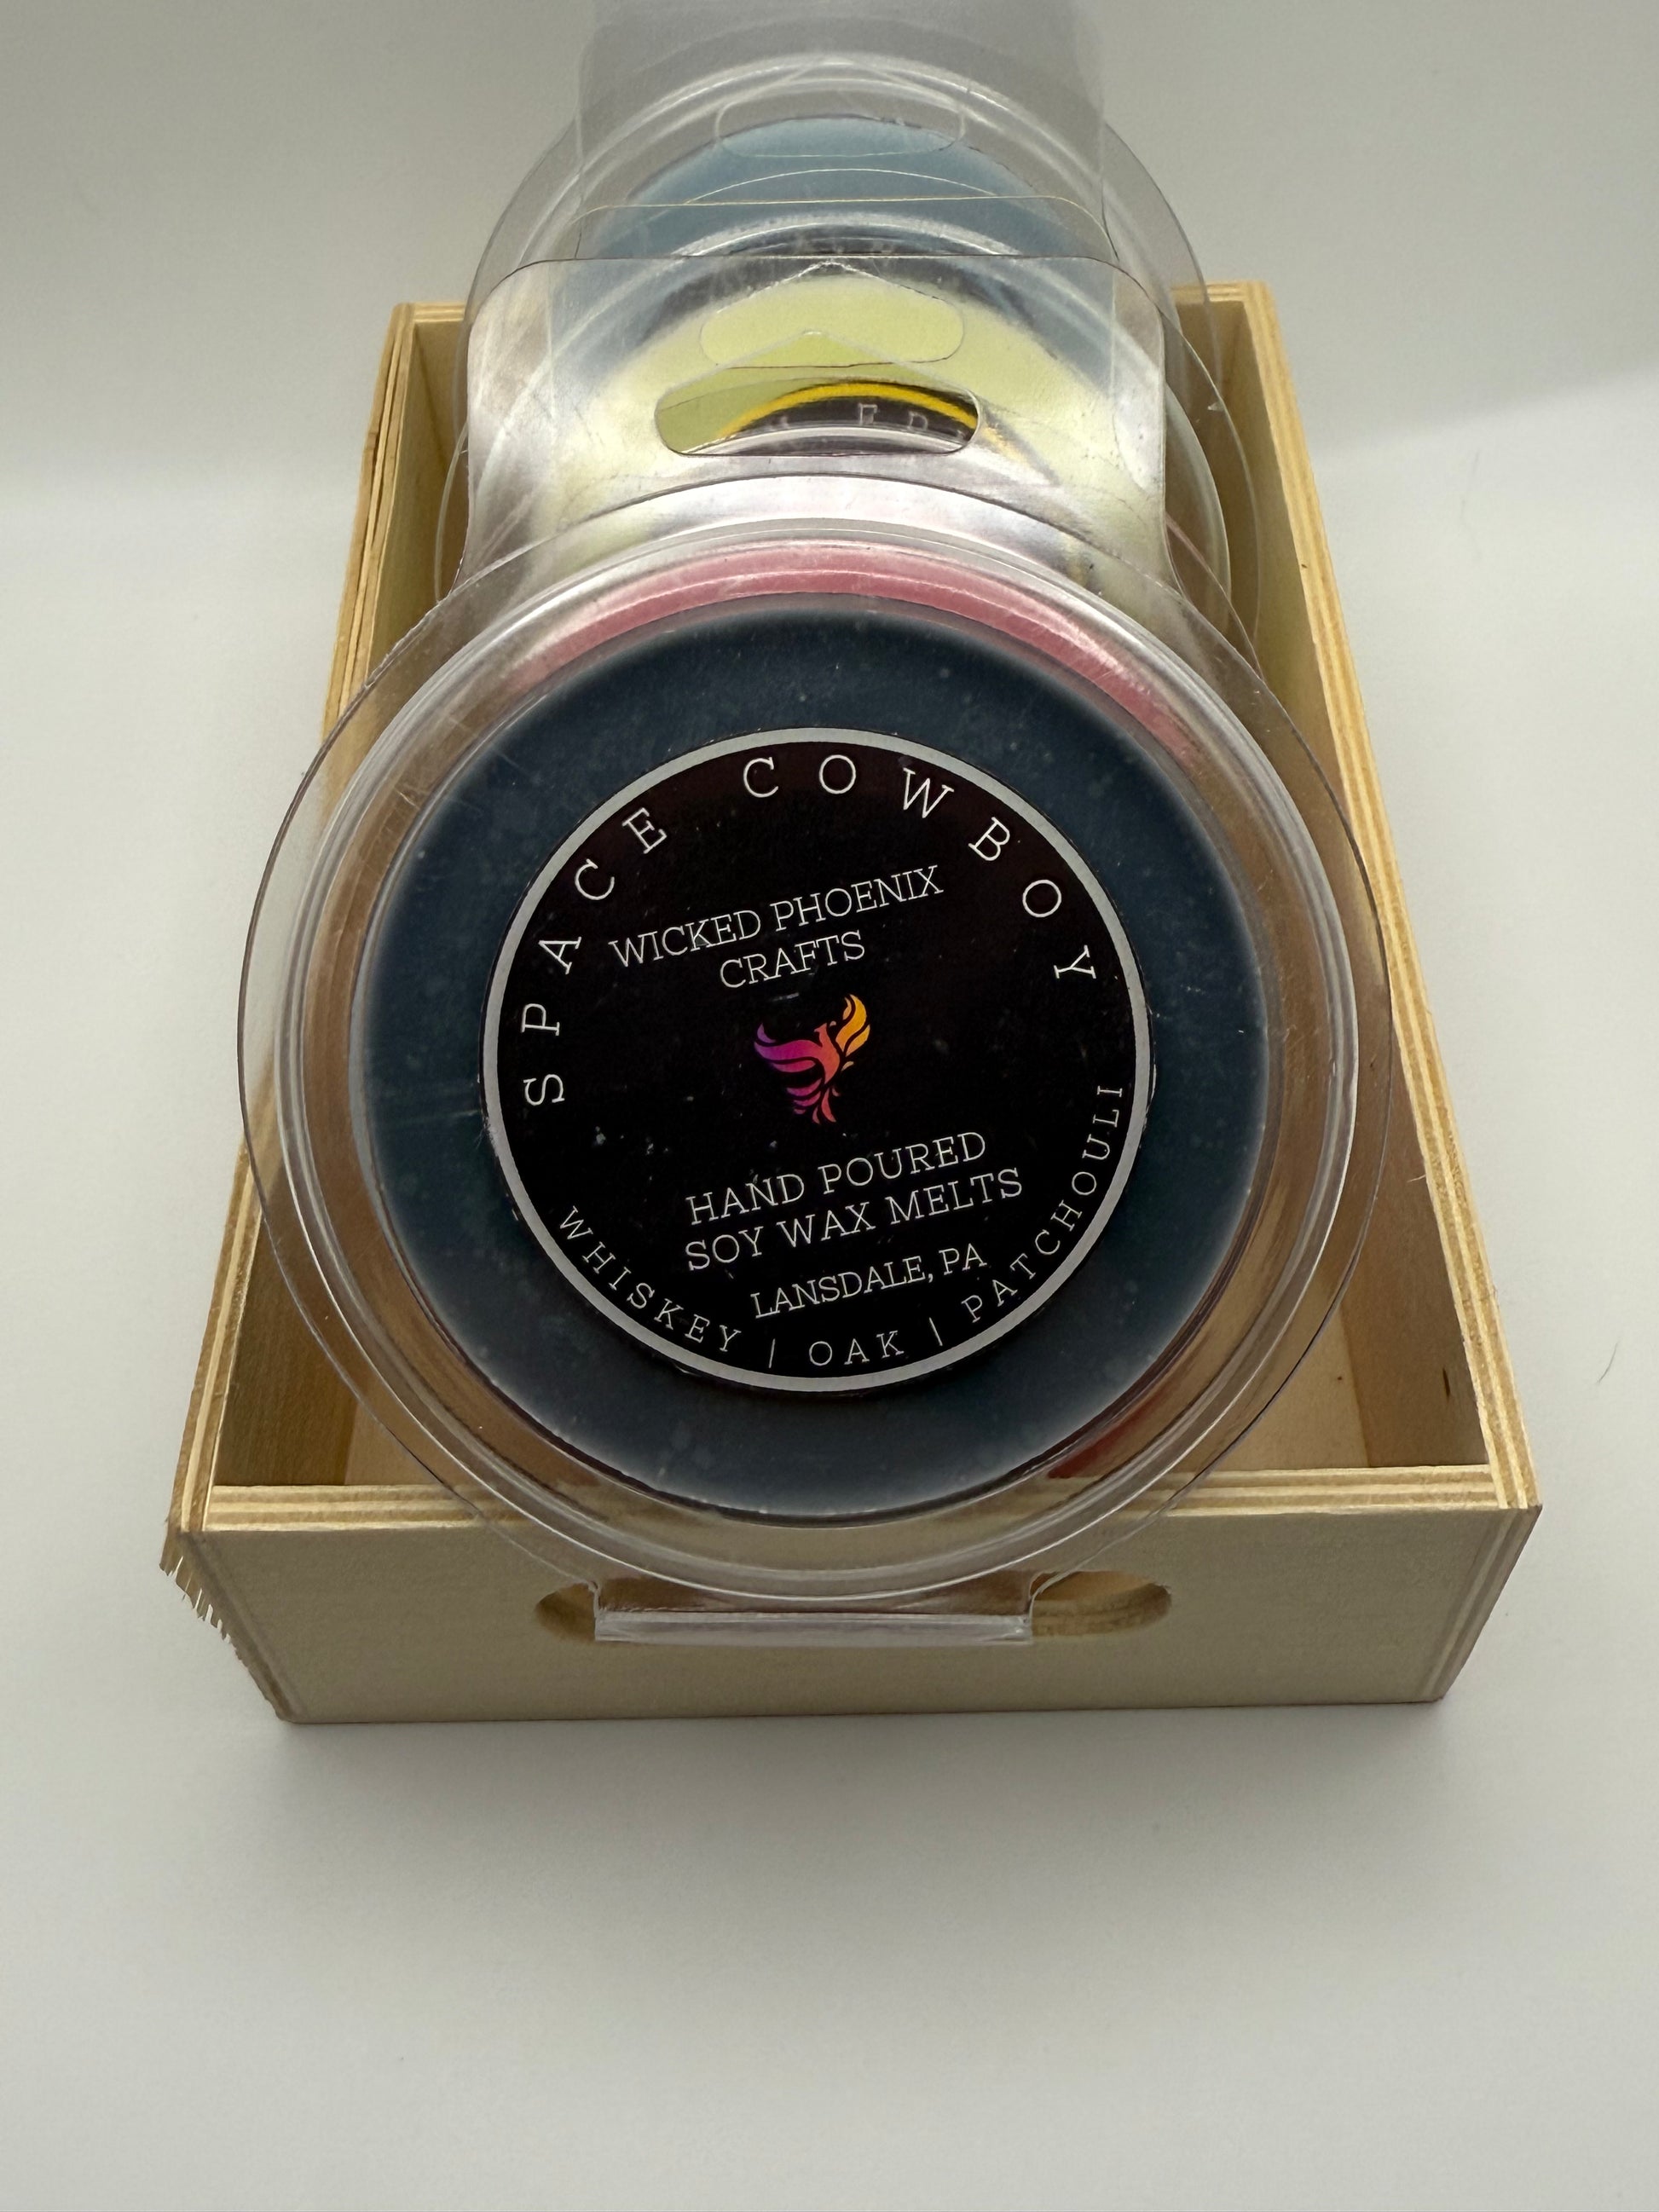 SPACE COWBOY
WICKED PHOENIX
CRAFTS
HAND POURED
SOY WAX MELTS
LANSDALE, PA
WHISKEY | OAK | PATCHOULI